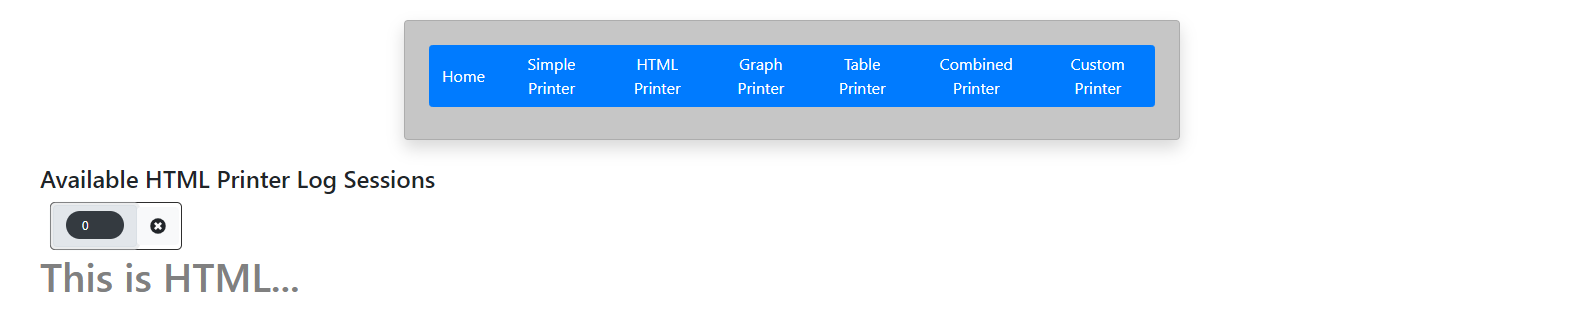 Home
Simple
Printer
HTML
Printer
Graph
Printer
Table
Printer
Combined
Printer
Custom
Printer
Available HTML Printer Log Sessions
0
This is HTML...